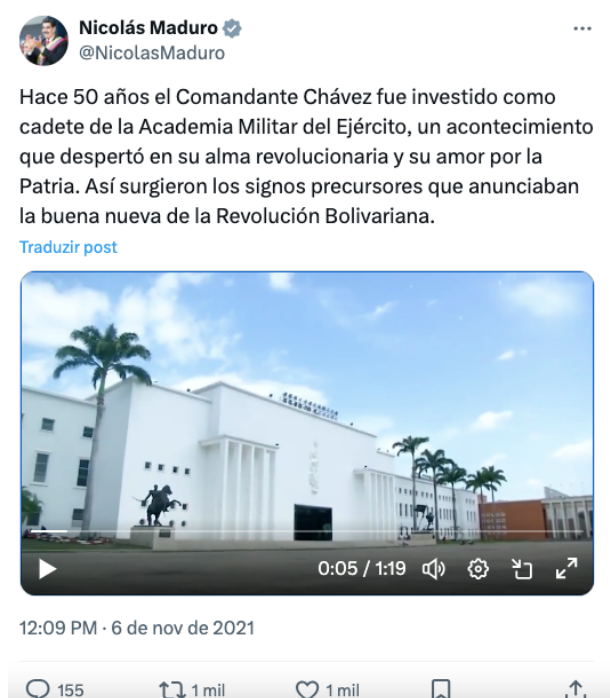 Nicolás Maduro
@NicolasMaduro
Hace 50 años el Comandante Chávez fue investido como
cadete de la Academia Militar del Ejército, un acontecimiento
que despertó en su alma revolucionaria y su amor por la
Patria. Así surgieron los signos precursores que anunciaban
la buena nueva de la Revolución Bolivariana.
Traduzir post
0:05 / 1:19
12:09 PM · 6 de nov de 2021
155 1 mil 1 mil